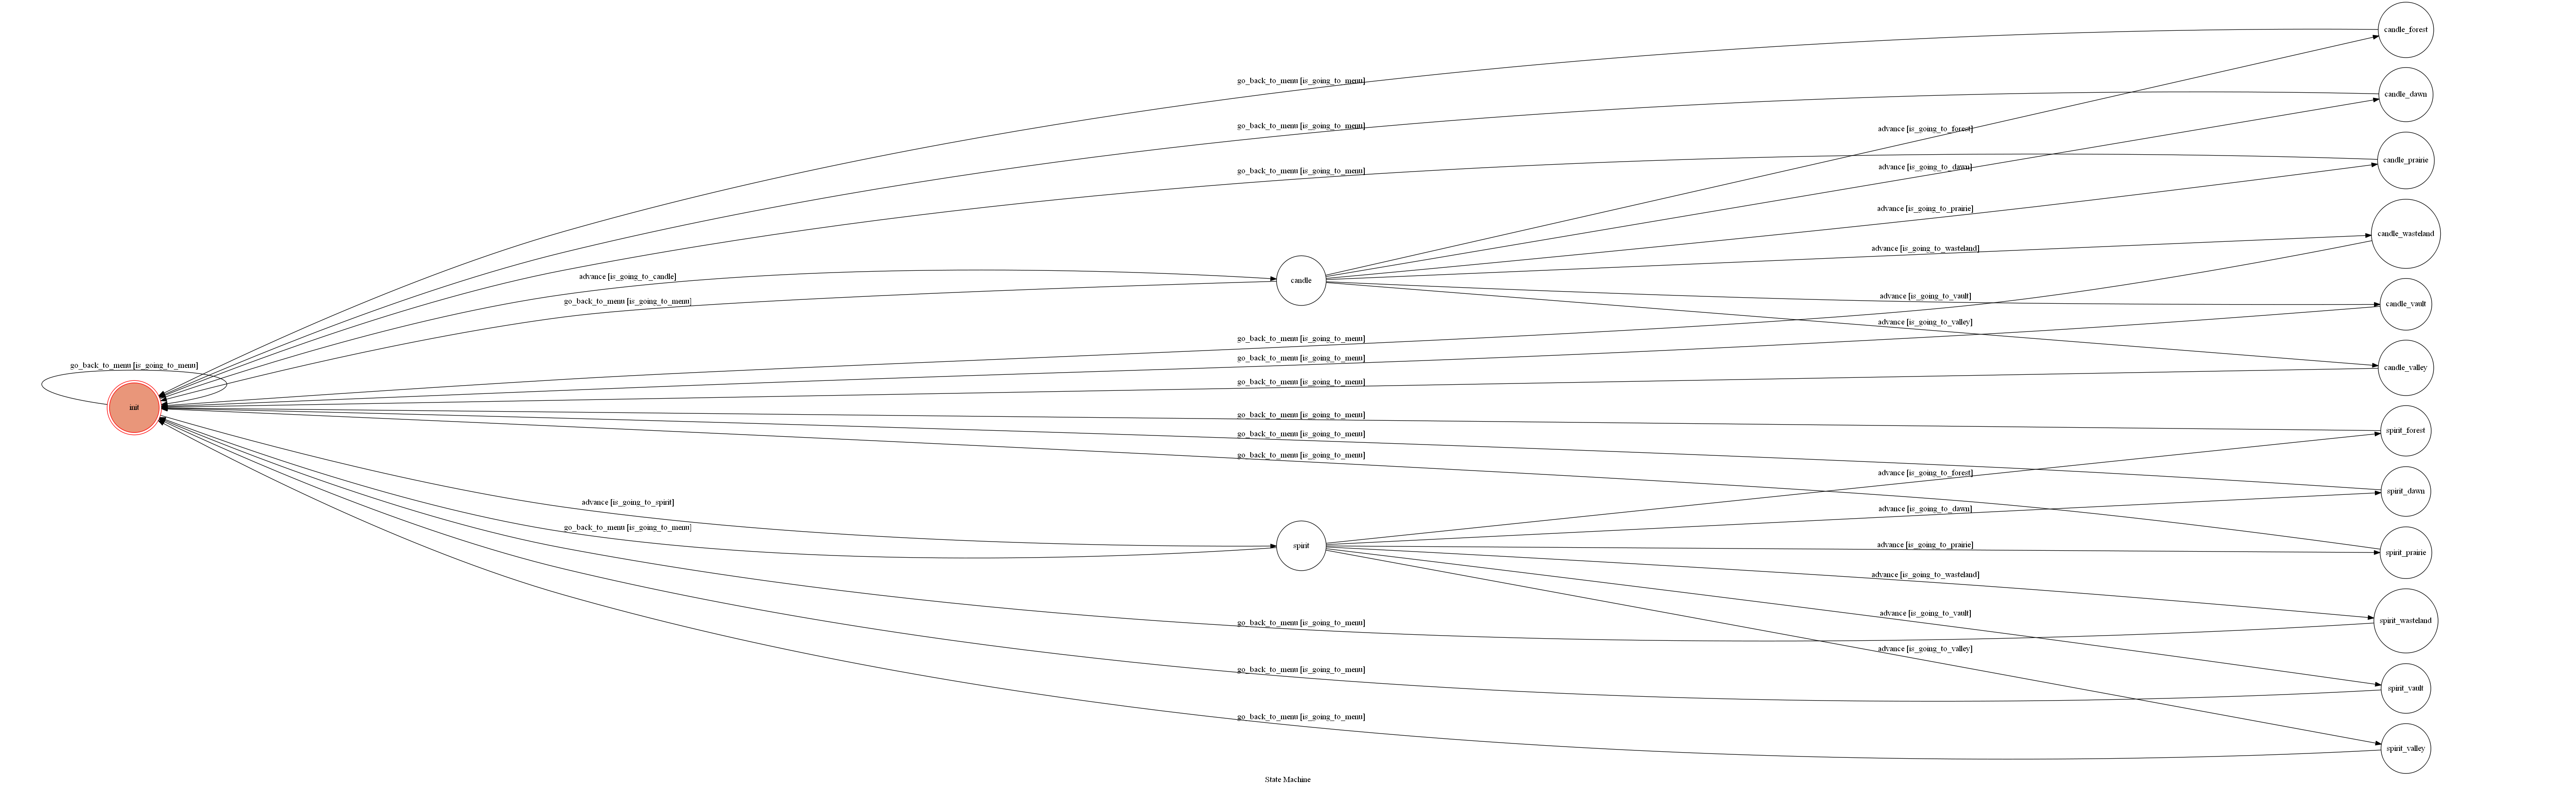 candle_forest
go_back_to_menu [is_going_to_menu]
candle_dawn
go_back_to_menu [is_going_to_menu]
advance [is_going_to_forest]
candle_prairie
advance [is_going_to_dawn]
go_back_to_menu [is_going_to_menu]
advance [is_going_to_prairie]
candle_wasteland
advance [is_going_to_wasteland]
advance [is_going_to_candle]
candle
go_back_to_menu [is_going_to_menu]
advance [is_going_to_vault]
candle_vault
advance [is_going_to_valley]
go_back_to_menu [is_going_to_menu]
go_back_to_menu [is_going_to_menu]
go_back_to_menu [is_going_to_menu]
candle_valley
go_back_to_menu [is_going_to_menu]
init
go_back_to_menu [is_going_to_menu]
spirit_forest
go_back_to_menu [is_going_to_menu]
go_back_to_menu [is_going_to_menu]
advance [is_going_to_forest]
spirit_dawn
advance [is_going_to_spirit]
advance [is_going_to_dawn]
go_back_to_menu [is_going_to_menu]
spirit
advance [is_going_to_prairie]
spirit_prairie
advance [is_going_to_wasteland]
advance [is_going_to_vault]
spirit_wasteland
go_back_to_menu [is_going_to_menu]
advance [is_going_to_valley]
go_back_to_menu [is_going_to_menu]
spirit_vault
go_back_to_menu [is_going_to_menu]
spirit_valley
State Machine